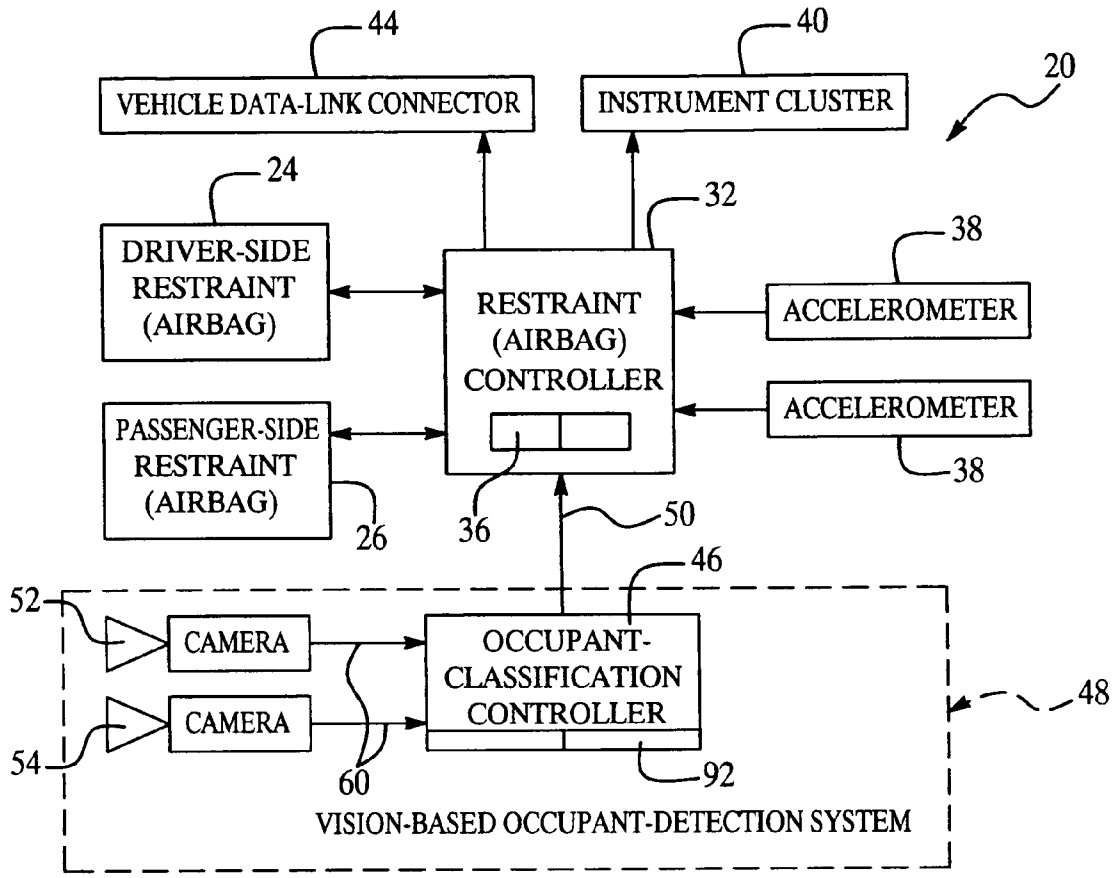 44
40
20
VEHICLE DATA-LINK CONNECTOR
INSTRUMENT CLUSTER
24
32
38
DRIVER-SIDE
RESTRAINT
(AIRBAG)
RESTRAINT
(AIRBAG)
CONTROLLER
ACCELEROMETER
PASSENGER-SIDE
RESTRAINT
(AIRBAG)
ACCELEROMETER
26
36
50
38
46
52
CAMERA
OCCUPANT-
CLASSIFICATION
CONTROLLER
48
54
CAMERA
60
92
VISION-BASED OCCUPANT-DETECTION SYSTEM